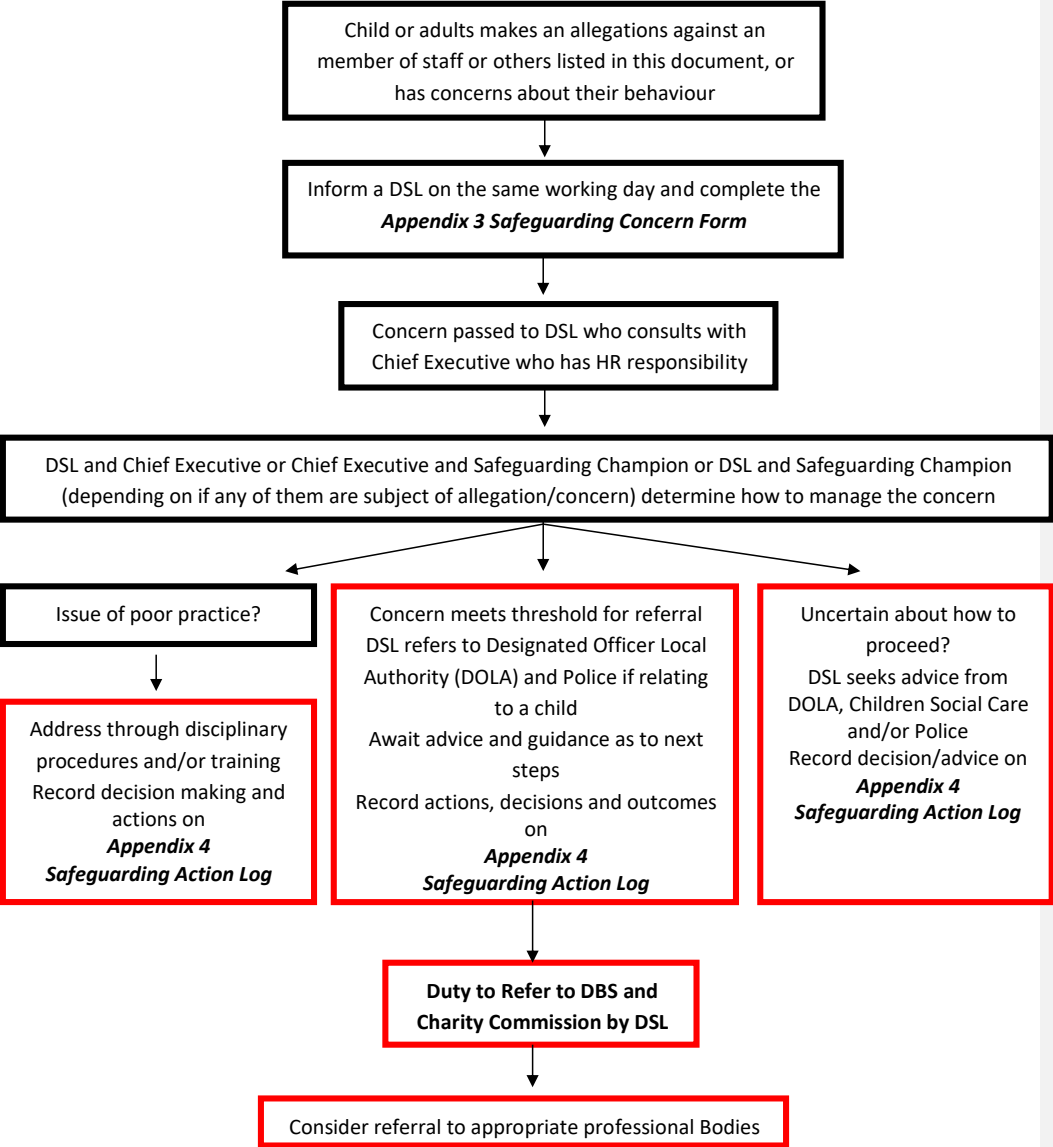 Child or adults makes an allegations against an
member of staff or others listed in this document, or
has concerns about their behaviour
Inform a DSL on the same working day and complete the
Appendix 3 Safeguarding Concern Form
Concern passed to DSL who consults with
Chief Executive who has HR responsibility
DSL and Chief Executive or Chief Executive and Safeguarding Champion or DSL and Safeguarding Champion
(depending on if any of them are subject of allegation/concern) determine how to manage the concern
Issue of poor practice?
Address through disciplinary
procedures and/or training
Record decision making and
actions on
Appendix 4
Safeguarding Action Log
Concern meets threshold for referral
DSL refers to Designated Officer Local
Authority (DOLA) and Police if relating
to a child
Await advice and guidance as to next
steps
Record actions, decisions and outcomes
on
Appendix 4
Safeguarding Action Log
Uncertain about how to
proceed?
DSL seeks advice from
DOLA, Children Social Care
and/or Police
Record decision/advice on
Appendix 4
Safeguarding Action Log
Duty to Refer to DBS and
Charity Commission by DSL
Consider referral to appropriate professional Bodies